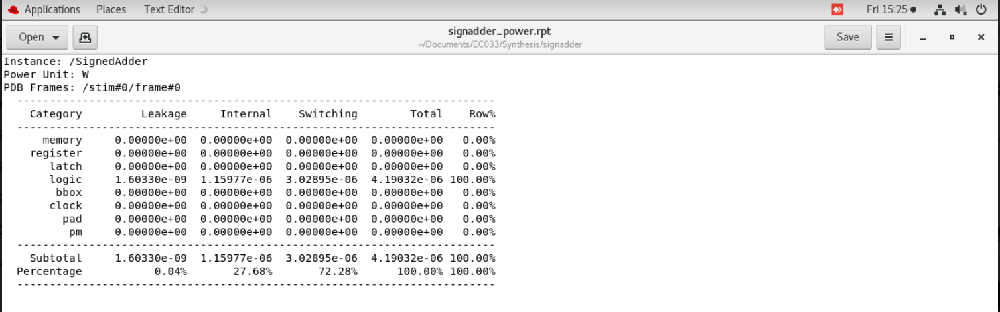 Applications Places Text Editor Fri 15:25
Open signadder_power.rpt Save
~/Documents/EC033/Synthesis/signadder
Instance: /SignedAdder
Power Unit: W
PDB Frames: /stim#0/frame#0
-------------------------------------------------------------------------
Category Leakage Internal Switching Total Row%
-------------------------------------------------------------------------
memory 0.00000e+00 0.00000e+00 0.00000e+00 0.00000e+00 0.00%
register 0.00000e+00 0.00000e+00 0.00000e+00 0.00000e+00 0.00%
latch 0.00000e+00 0.00000e+00 0.00000e+00 0.00000e+00 0.00%
logic 1.60330e-09 1.15977e-06 3.02895e-06 4.19032e-06 100.00%
bbox 0.00000e+00 0.00000e+00 0.00000e+00 0.00000e+00 0.00%
clock 0.00000e+00 0.00000e+00 0.00000e+00 0.00000e+00 0.00%
pad 0.00000e+00 0.00000e+00 0.00000e+00 0.00000e+00 0.00%
pm 0.00000e+00 0.00000e+00 0.00000e+00 0.00000e+00 0.00%
-------------------------------------------------------------------------
Subtotal 1.60330e-09 1.15977e-06 3.02895e-06 4.19032e-06 100.00%
Percentage 0.04% 27.68% 72.28% 100.00% 100.00%
-------------------------------------------------------------------------